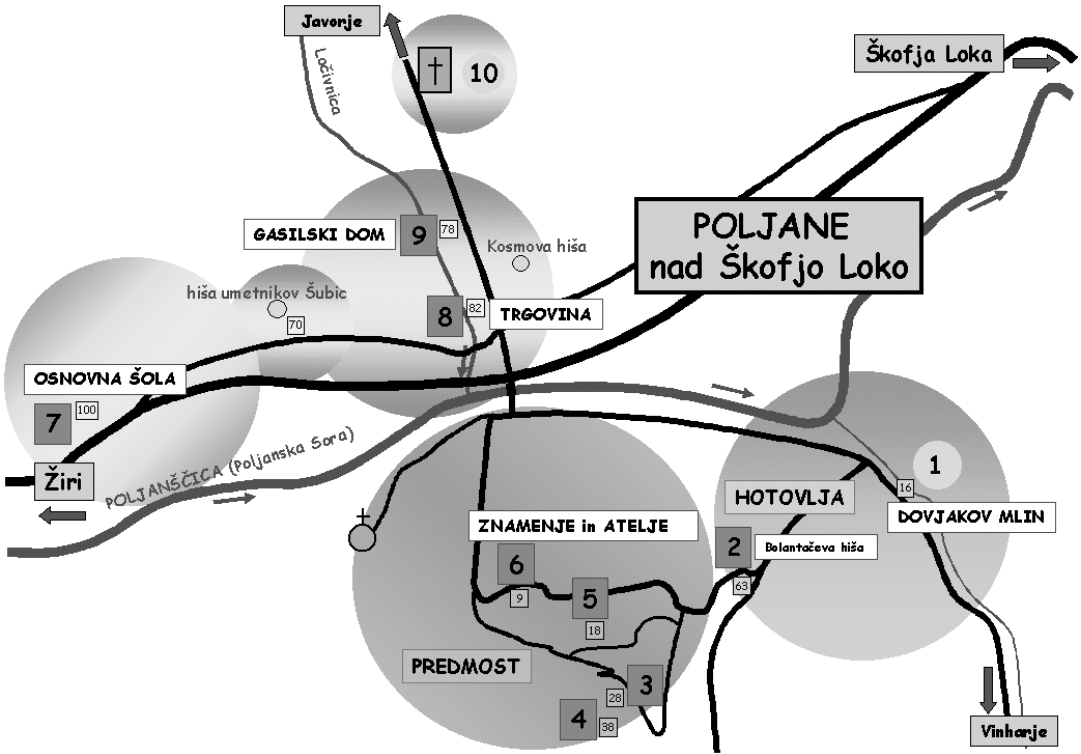 Javorje
Škofja Loka
10
Ločivnica
POLJANE
nad Škofjo Loko
GASILSKI DOM
9
78
Kosmova hiša
hiša umetnikov Šubic
70
8
82
TRGOVINA
OSNOVNA ŠOLA
7
100
Žiri
POLJANŠČICA (Poljanska Sora)
1
16
HOTOVLJA
DOVJAKOV MLIN
ZNAMENJE in ATELJE
2
Bolantačeva hiša
63
6
9
5
18
PREDMOST
3
28
4
38
Vinharje